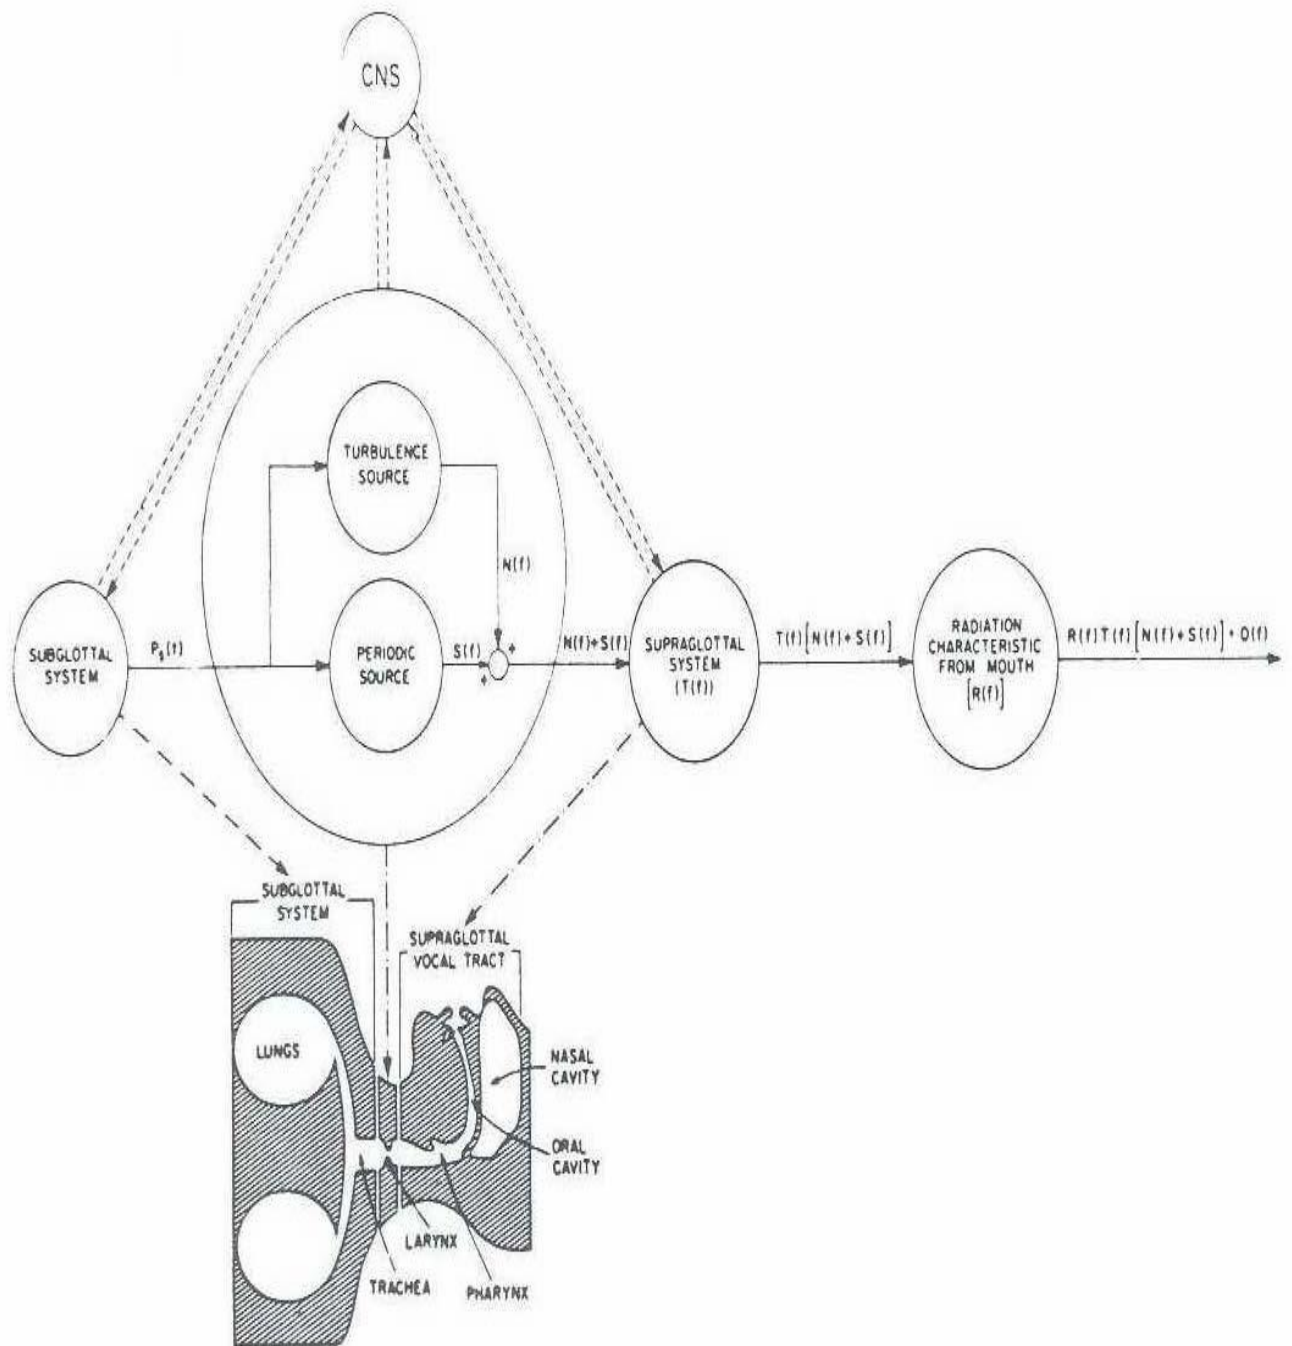 CNS
TURBULENCE
SOURCE
N(f)
SUBGLOTTAL
SYSTEM
Ps(t)
PERIODIC
SOURCE
S(f)
+
+
N(f)+S(f)
SUPRAGLOTTAL
SYSTEM
(T(f))
T(f)[N(f)+S(f)]
RADIATION
CHARACTERISTIC
FROM MOUTH
[R(f)]
R(f)T(f)[N(f)+S(f)]=O(f)
SUBGLOTTAL
SYSTEM
SUPRAGLOTTAL
VOCAL TRACT
LUNGS
NASAL
CAVITY
ORAL
CAVITY
LARYNX
TRACHEA
PHARYNX